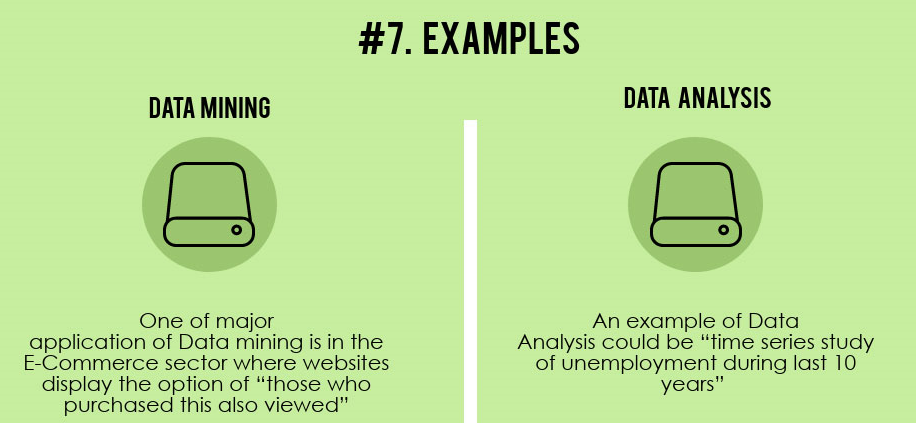 #7. EXAMPLES
DATA MINING
One of major
application of Data mining is in the
E-Commerce sector where websites
display the option of “those who
purchased this also viewed”
DATA ANALYSIS
An example of Data
Analysis could be “time series study
of unemployment during last 10
years”